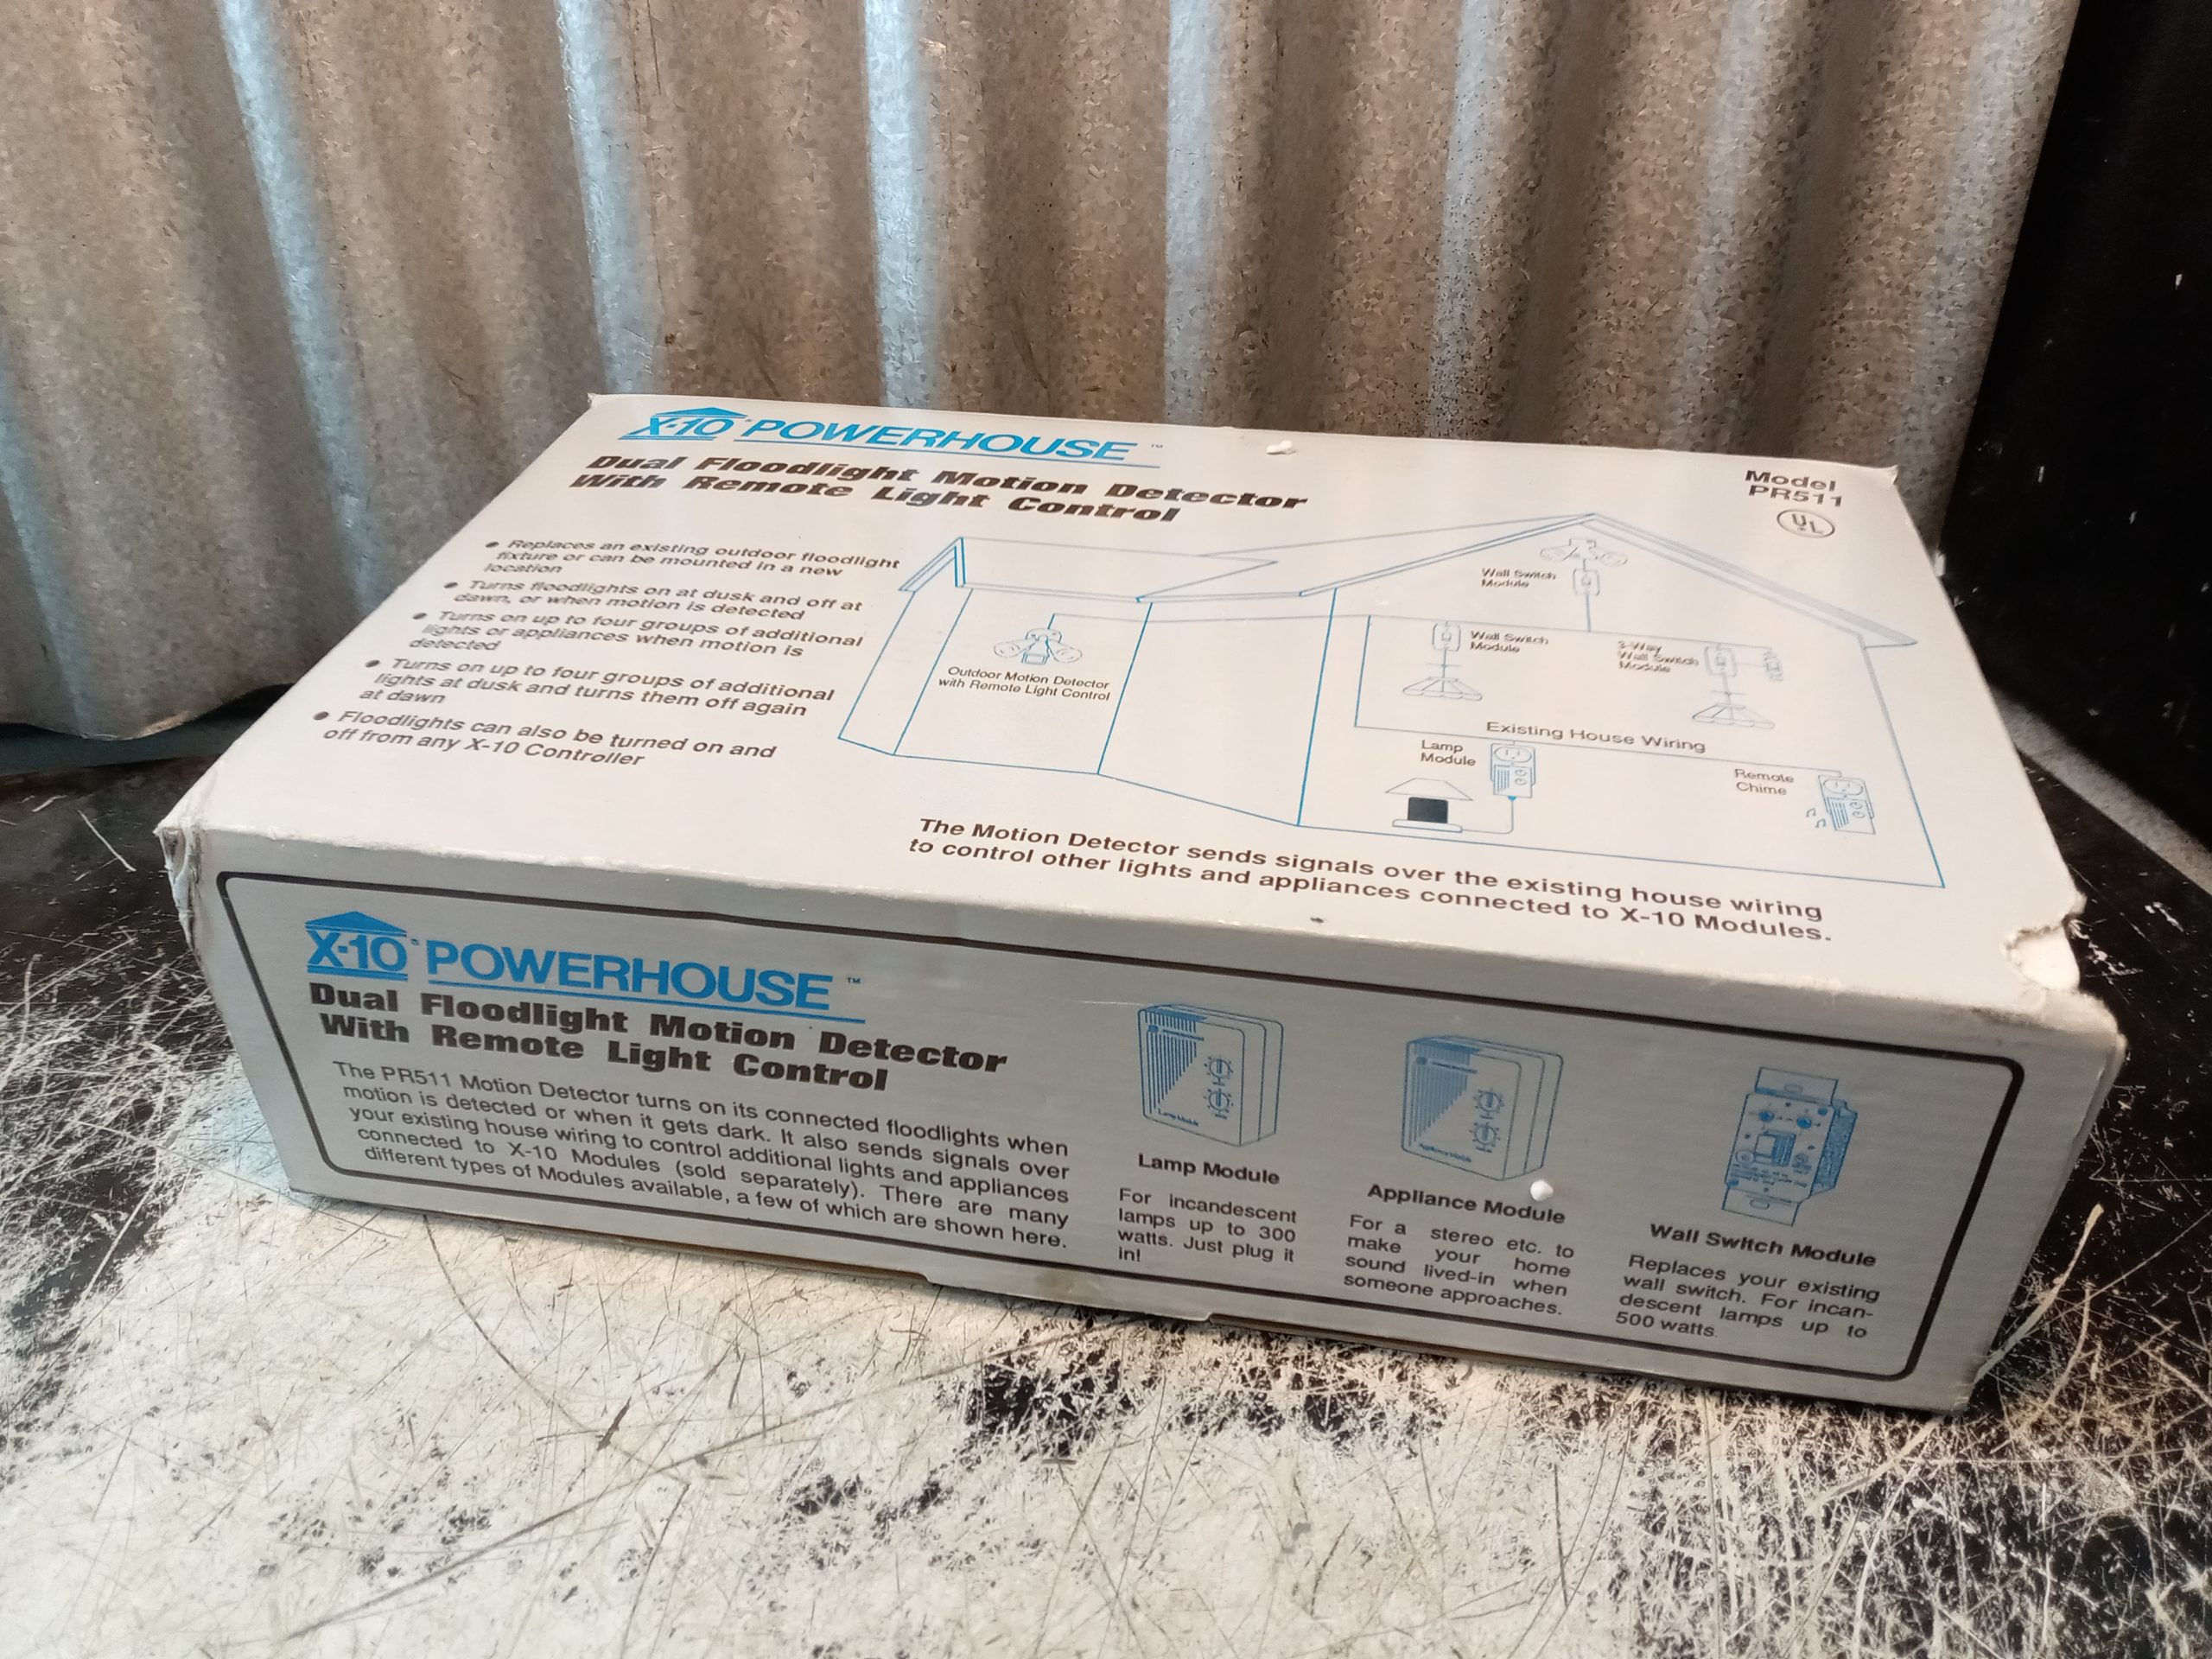 X-10 POWERHOUSE ™
Dual Floodlight Motion Detector
With Remote Light Control
Model
PR511
UL
• Replaces an existing outdoor floodlight
fixture or can be mounted in a new
location
• Turns floodlights on at dusk and off at
dawn, or when motion is detected
• Turns on up to four groups of additional
lights or appliances when motion is
detected
• Turns on up to four groups of additional
lights at dusk and turns them off again
at dawn
• Floodlights can also be turned on and
off from any X-10 Controller
Wall Switch
Module
Wall Switch
Module
3-Way
Wall Switch
Module
Outdoor Motion Detector
with Remote Light Control
Existing House Wiring
Lamp
Module
Remote
Chime
The Motion Detector sends signals over the existing house wiring
to control other lights and appliances connected to X-10 Modules.
X-10 POWERHOUSE ™
Dual Floodlight Motion Detector
With Remote Light Control
The PR511 Motion Detector turns on its connected floodlights when
motion is detected or when it gets dark. It also sends signals over
your existing house wiring to control additional lights and appliances
connected to X-10 Modules (sold separately). There are many
different types of Modules available, a few of which are shown here.
Lamp Module
For incandescent
lamps up to 300
watts. Just plug it
in!
Appliance Module
For a stereo etc. to
make your home
sound lived-in when
someone approaches.
Wall Switch Module
Replaces your existing
wall switch. For incan-
descent lamps up to
500 watts